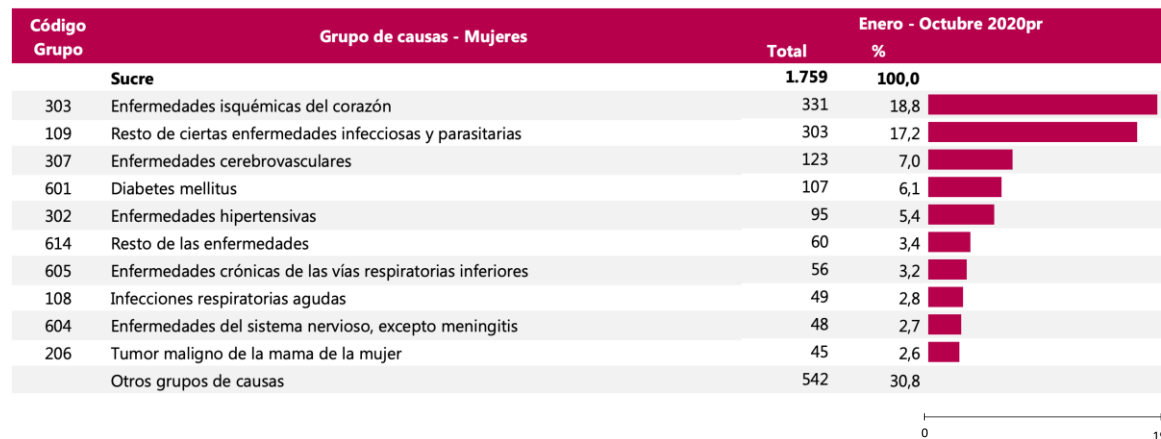 Código Grupo Grupo de causas - Mujeres Enero - Octubre 2020pr
Total %
Sucre 1.759 100,0
303 Enfermedades isquémicas del corazón 331 18,8
109 Resto de ciertas enfermedades infecciosas y parasitarias 303 17,2
307 Enfermedades cerebrovasculares 123 7,0
601 Diabetes mellitus 107 6,1
302 Enfermedades hipertensivas 95 5,4
614 Resto de las enfermedades 60 3,4
605 Enfermedades crónicas de las vías respiratorias inferiores 56 3,2
108 Infecciones respiratorias agudas 49 2,8
604 Enfermedades del sistema nervioso, excepto meningitis 48 2,7
206 Tumor maligno de la mama de la mujer 45 2,6
Otros grupos de causas 542 30,8
0